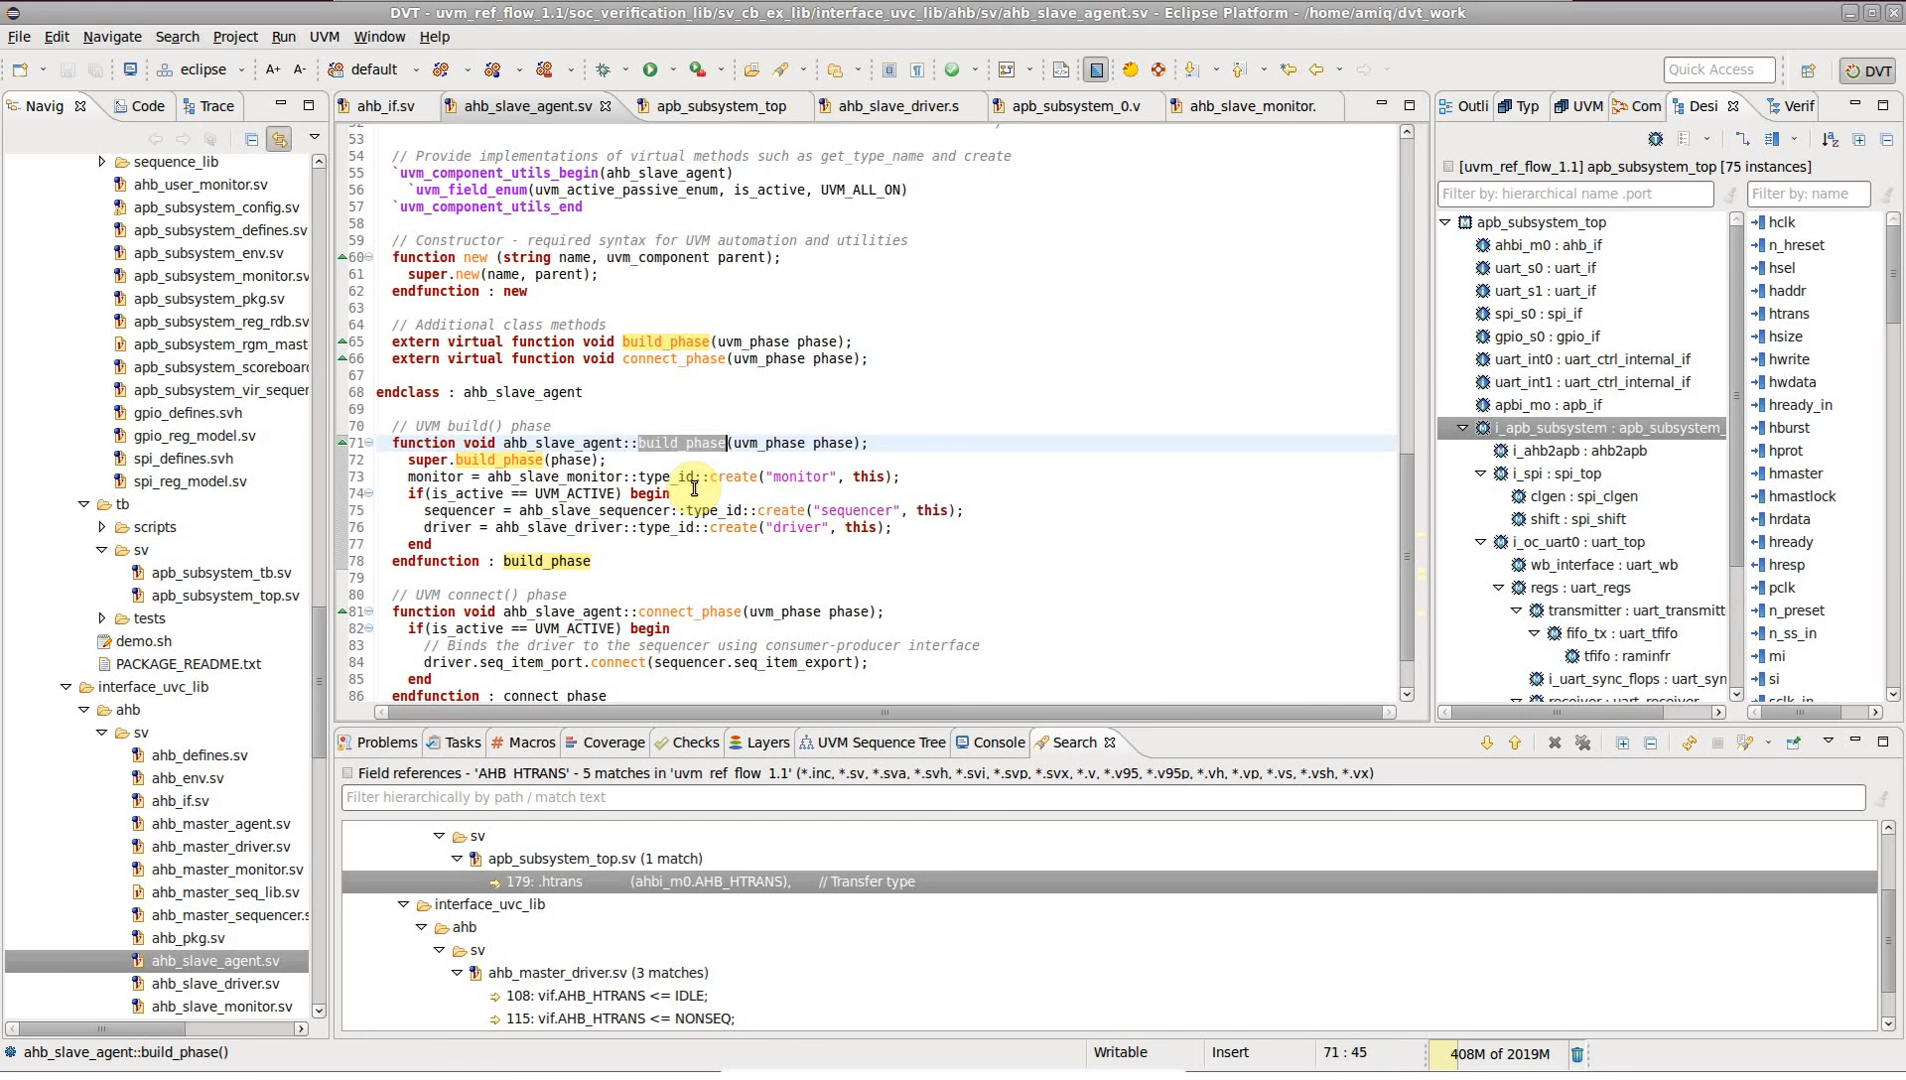 DVT - uvm_ref_flow_1.1/soc_verification_lib/sv_cb_ex_lib/interface_uvc_lib/ahb/sv/ahb_slave_agent.sv - Eclipse Platform - /home/amiq/dvt_work
File Edit Navigate Search Project Run UVM Window Help
eclipse A+ A- default Quick Access DVT
Navig Code Trace
sequence_lib
ahb_user_monitor.sv
apb_subsystem_config.sv
apb_subsystem_defines.sv
apb_subsystem_env.sv
apb_subsystem_monitor.sv
apb_subsystem_pkg.sv
apb_subsystem_reg_rdb.sv
apb_subsystem_rgm_mast
apb_subsystem_scoreboard
apb_subsystem_vir_sequen
gpio_defines.svh
gpio_reg_model.sv
spi_defines.svh
spi_reg_model.sv
tb
scripts
sv
apb_subsystem_tb.sv
apb_subsystem_top.sv
tests
demo.sh
PACKAGE_README.txt
interface_uvc_lib
ahb
sv
ahb_defines.sv
ahb_env.sv
ahb_if.sv
ahb_master_agent.sv
ahb_master_driver.sv
ahb_master_monitor.sv
ahb_master_seq_lib.sv
ahb_master_sequencer.s
ahb_pkg.sv
ahb_slave_agent.sv
ahb_slave_driver.sv
ahb_slave_monitor.sv
ahb_if.sv ahb_slave_agent.sv apb_subsystem_top ahb_slave_driver.s apb_subsystem_0.v ahb_slave_monitor.
53
54 // Provide implementations of virtual methods such as get_type_name and create
55 `uvm_component_utils_begin(ahb_slave_agent)
56 `uvm_field_enum(uvm_active_passive_enum, is_active, UVM_ALL_ON)
57 `uvm_component_utils_end
58
59 // Constructor - required syntax for UVM automation and utilities
60 function new (string name, uvm_component parent);
61 super.new(name, parent);
62 endfunction : new
63
64 // Additional class methods
65 extern virtual function void build_phase(uvm_phase phase);
66 extern virtual function void connect_phase(uvm_phase phase);
67
68 endclass : ahb_slave_agent
69
70 // UVM build() phase
71 function void ahb_slave_agent::build_phase(uvm_phase phase);
72 super.build_phase(phase);
73 monitor = ahb_slave_monitor::type_id::create("monitor", this);
74 if(is_active == UVM_ACTIVE) begin
75 sequencer = ahb_slave_sequencer::type_id::create("sequencer", this);
76 driver = ahb_slave_driver::type_id::create("driver", this);
77 end
78 endfunction : build_phase
79
80 // UVM connect() phase
81 function void ahb_slave_agent::connect_phase(uvm_phase phase);
82 if(is_active == UVM_ACTIVE) begin
83 // Binds the driver to the sequencer using consumer-producer interface
84 driver.seq_item_port.connect(sequencer.seq_item_export);
85 end
86 endfunction : connect_phase
Outli Typ UVM Com Desi Verif
[uvm_ref_flow_1.1] apb_subsystem_top [75 instances]
Filter by: hierarchical name .port
Filter by: name
apb_subsystem_top
ahbi_m0 : ahb_if
uart_s0 : uart_if
uart_s1 : uart_if
spi_s0 : spi_if
gpio_s0 : gpio_if
uart_int0 : uart_ctrl_internal_if
uart_int1 : uart_ctrl_internal_if
apbi_mo : apb_if
i_apb_subsystem : apb_subsystem_
i_ahb2apb : ahb2apb
i_spi : spi_top
clgen : spi_clgen
shift : spi_shift
i_oc_uart0 : uart_top
wb_interface : uart_wb
regs : uart_regs
transmitter : uart_transmitt
fifo_tx : uart_tfifo
tfifo : raminfr
i_uart_sync_flops : uart_syn
receiver : uart_receiver
hclk
n_hreset
hsel
haddr
htrans
hsize
hwrite
hwdata
hready_in
hburst
hprot
hmaster
hmastlock
hrdata
hready
hresp
pclk
n_preset
n_ss_in
mi
si
sclk_in
Problems Tasks Macros Coverage Checks Layers UVM Sequence Tree Console Search
Field references - 'AHB_HTRANS' - 5 matches in 'uvm_ref_flow_1.1' (*.inc, *.sv, *.sva, *.svh, *.svi, *.svp, *.svx, *.v, *.v95, *.v95p, *.vh, *.vp, *.vs, *.vsh, *.vx)
Filter hierarchically by path / match text
sv
apb_subsystem_top.sv (1 match)
179: .htrans (ahbi_m0.AHB_HTRANS), // Transfer type
interface_uvc_lib
ahb
sv
ahb_master_driver.sv (3 matches)
108: vif.AHB_HTRANS <= IDLE;
115: vif.AHB_HTRANS <= NONSEQ;
ahb_slave_agent::build_phase() Writable Insert 71 : 45 408M of 2019M